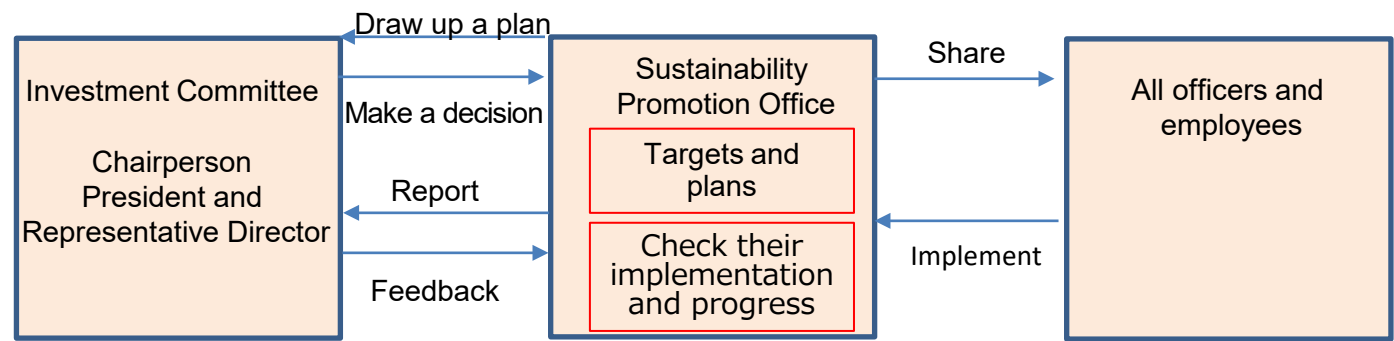 Draw up a plan
Investment Committee
Chairperson
President and
Representative Director
Make a decision
Report
Feedback
Sustainability
Promotion Office
Targets and
plans
Check their
implementation
and progress
Share
Implement
All officers and
employees